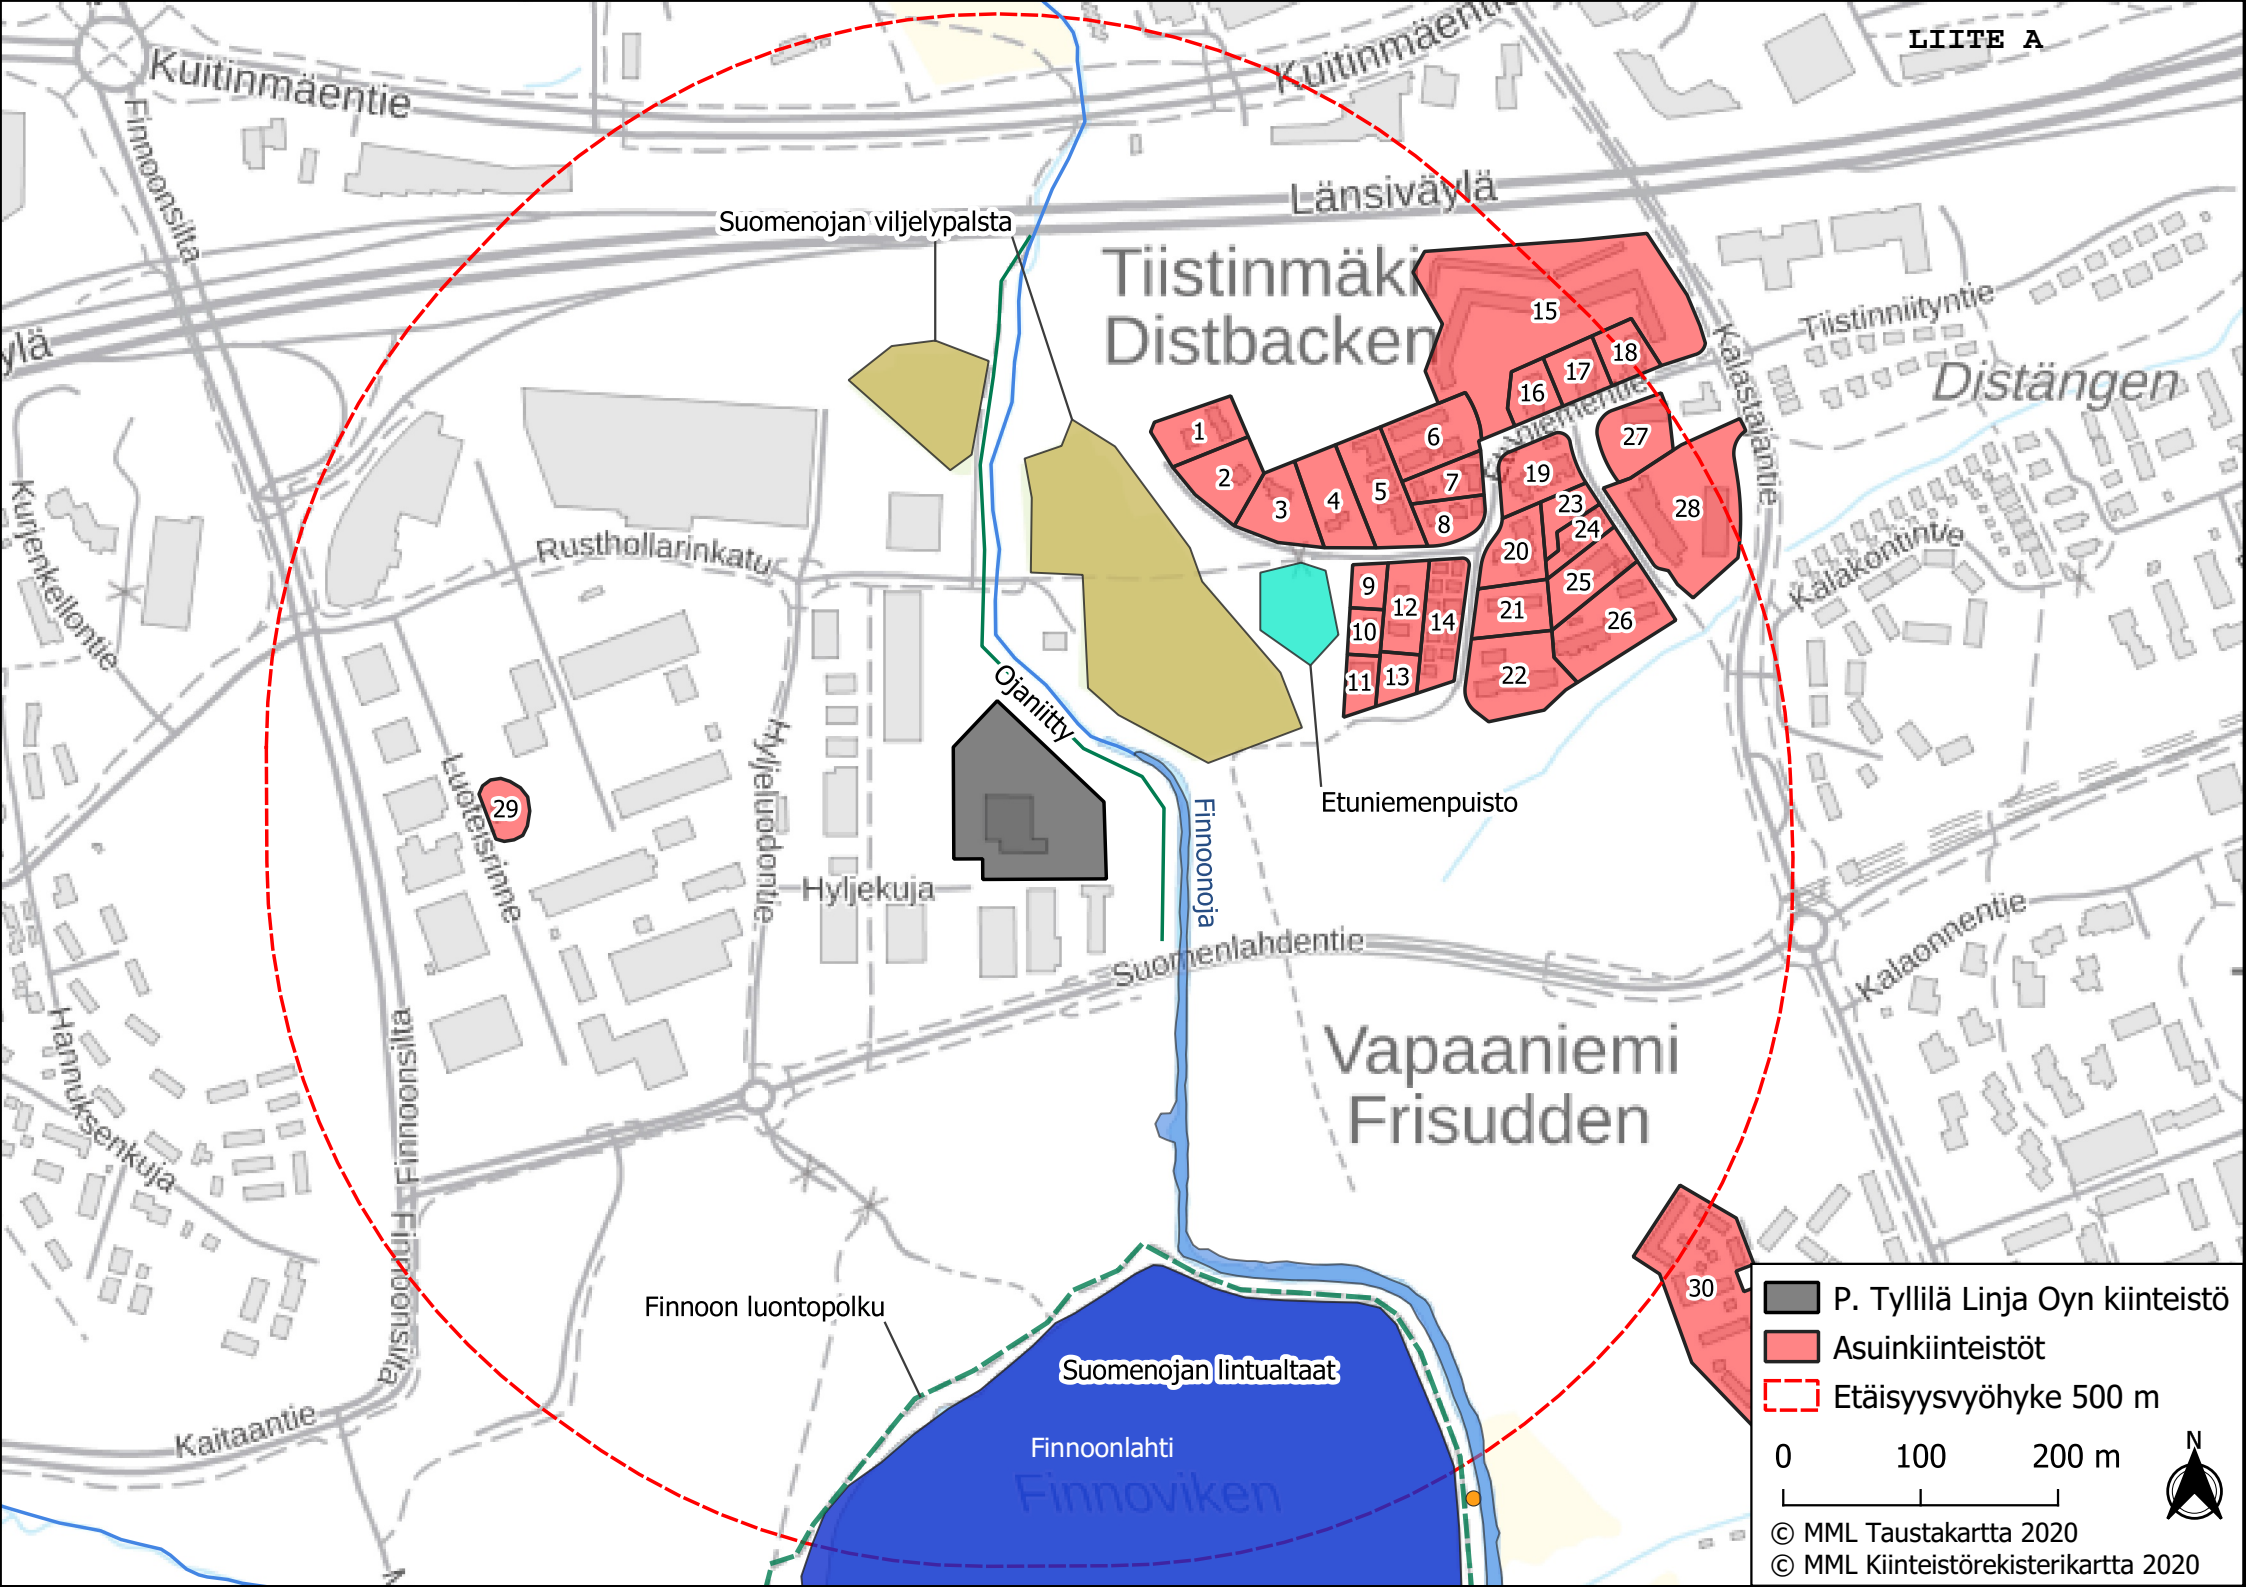 LIITE A
Kuitinmäentie
Kuitinmäentie
Finnoonsilta
Länsiväylä
Suomenojan viljelypalsta
Tiistinmäki
Distbacken
Tiistinniityntie
Kalastajantie
Distängen
ylä
15
18
17
16
1
6
27
2
7
19
5
4
3
8
23
28
24
20
Kurjenkellontie
Rusthollarinkatu
Kalakontintie
9
12
25
10
14
21
26
11
13
22
Ojaniitty
Hyljeluodontie
Luoteisrinne
29
Etuniemenpuisto
Finnoonoja
Hyljekuja
Suomenlahdentie
Kalaonnentie
Hannuksenkuja
Finnoonsilta
Vapaaniemi
Frisudden
Finnoonsilta
30
Finnoon luontopolku
Suomenojan lintualtaat
Kaitaantie
Finnoonlahti
Finnoviken
P. Tyllilä Linja Oyn kiinteistö
Asuinkiinteistöt
Etäisyysvyöhyke 500 m
0 100 200 m
N
© MML Taustakartta 2020
© MML Kiinteistörekisterikartta 2020